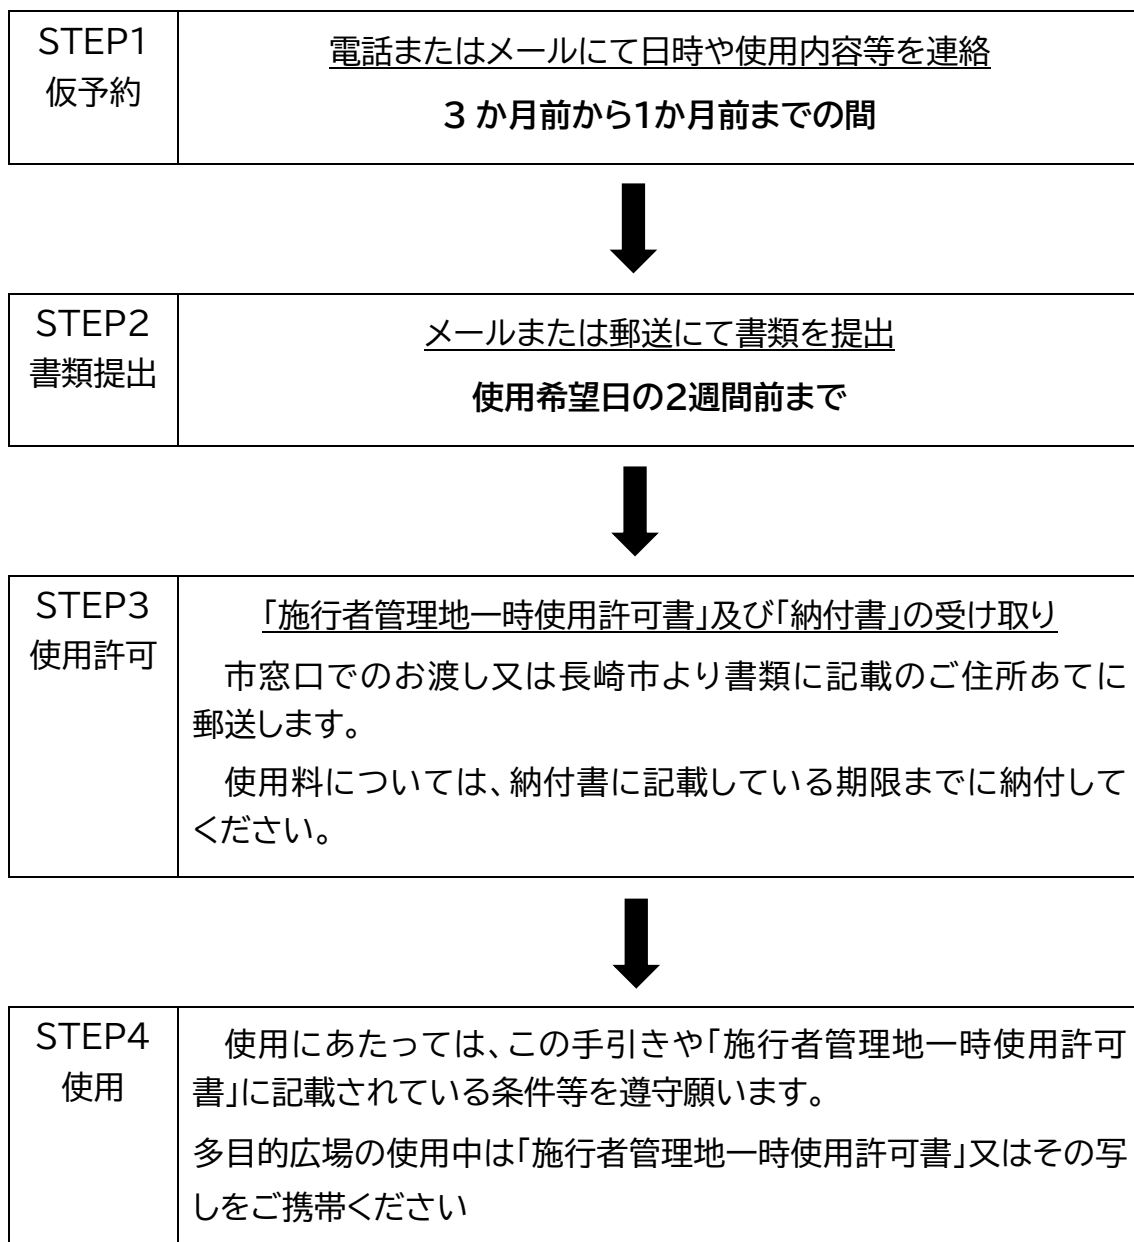 STEP1
仮予約
電話またはメールにて日時や使用内容等を連絡
3 か月前から1か月前までの間
STEP2
書類提出
メールまたは郵送にて書類を提出
使用希望日の2週間前まで
STEP3
使用許可
「施行者管理地一時使用許可書」及び「納付書」の受け取り
市窓口でのお渡し又は長崎市より書類に記載のご住所あてに
郵送します。
使用料については、納付書に記載している期限までに納付して
ください。
STEP4
使用
使用にあたっては、この手引きや「施行者管理地一時使用許可
書」に記載されている条件等を遵守願います。
多目的広場の使用中は「施行者管理地一時使用許可書」又はその写
しをご携帯ください